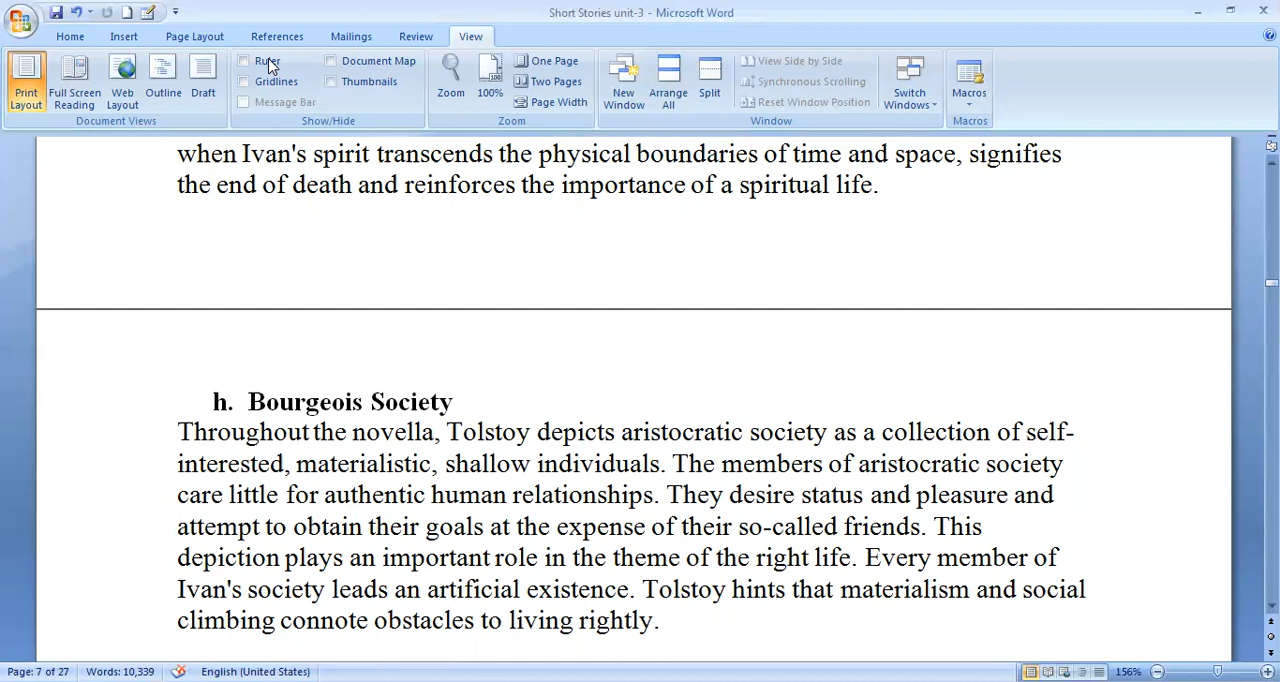 Short Stories unit-3 - Microsoft Word
Home Insert Page Layout References Mailings Review View
Ruler Document Map One Page View Side by Side
Gridlines Thumbnails Two Pages Synchronous Scrolling
Message Bar Page Width Reset Window Position
Print Layout Full Screen Reading Web Layout Outline Draft Zoom 100% New Window Arrange All Split Switch Windows Macros
Document Views Show/Hide Zoom Window Macros
when Ivan's spirit transcends the physical boundaries of time and space, signifies
the end of death and reinforces the importance of a spiritual life.
h. Bourgeois Society
Throughout the novella, Tolstoy depicts aristocratic society as a collection of self-
interested, materialistic, shallow individuals. The members of aristocratic society
care little for authentic human relationships. They desire status and pleasure and
attempt to obtain their goals at the expense of their so-called friends. This
depiction plays an important role in the theme of the right life. Every member of
Ivan's society leads an artificial existence. Tolstoy hints that materialism and social
climbing connote obstacles to living rightly.
Page: 7 of 27 Words: 10,339 English (United States) 156%